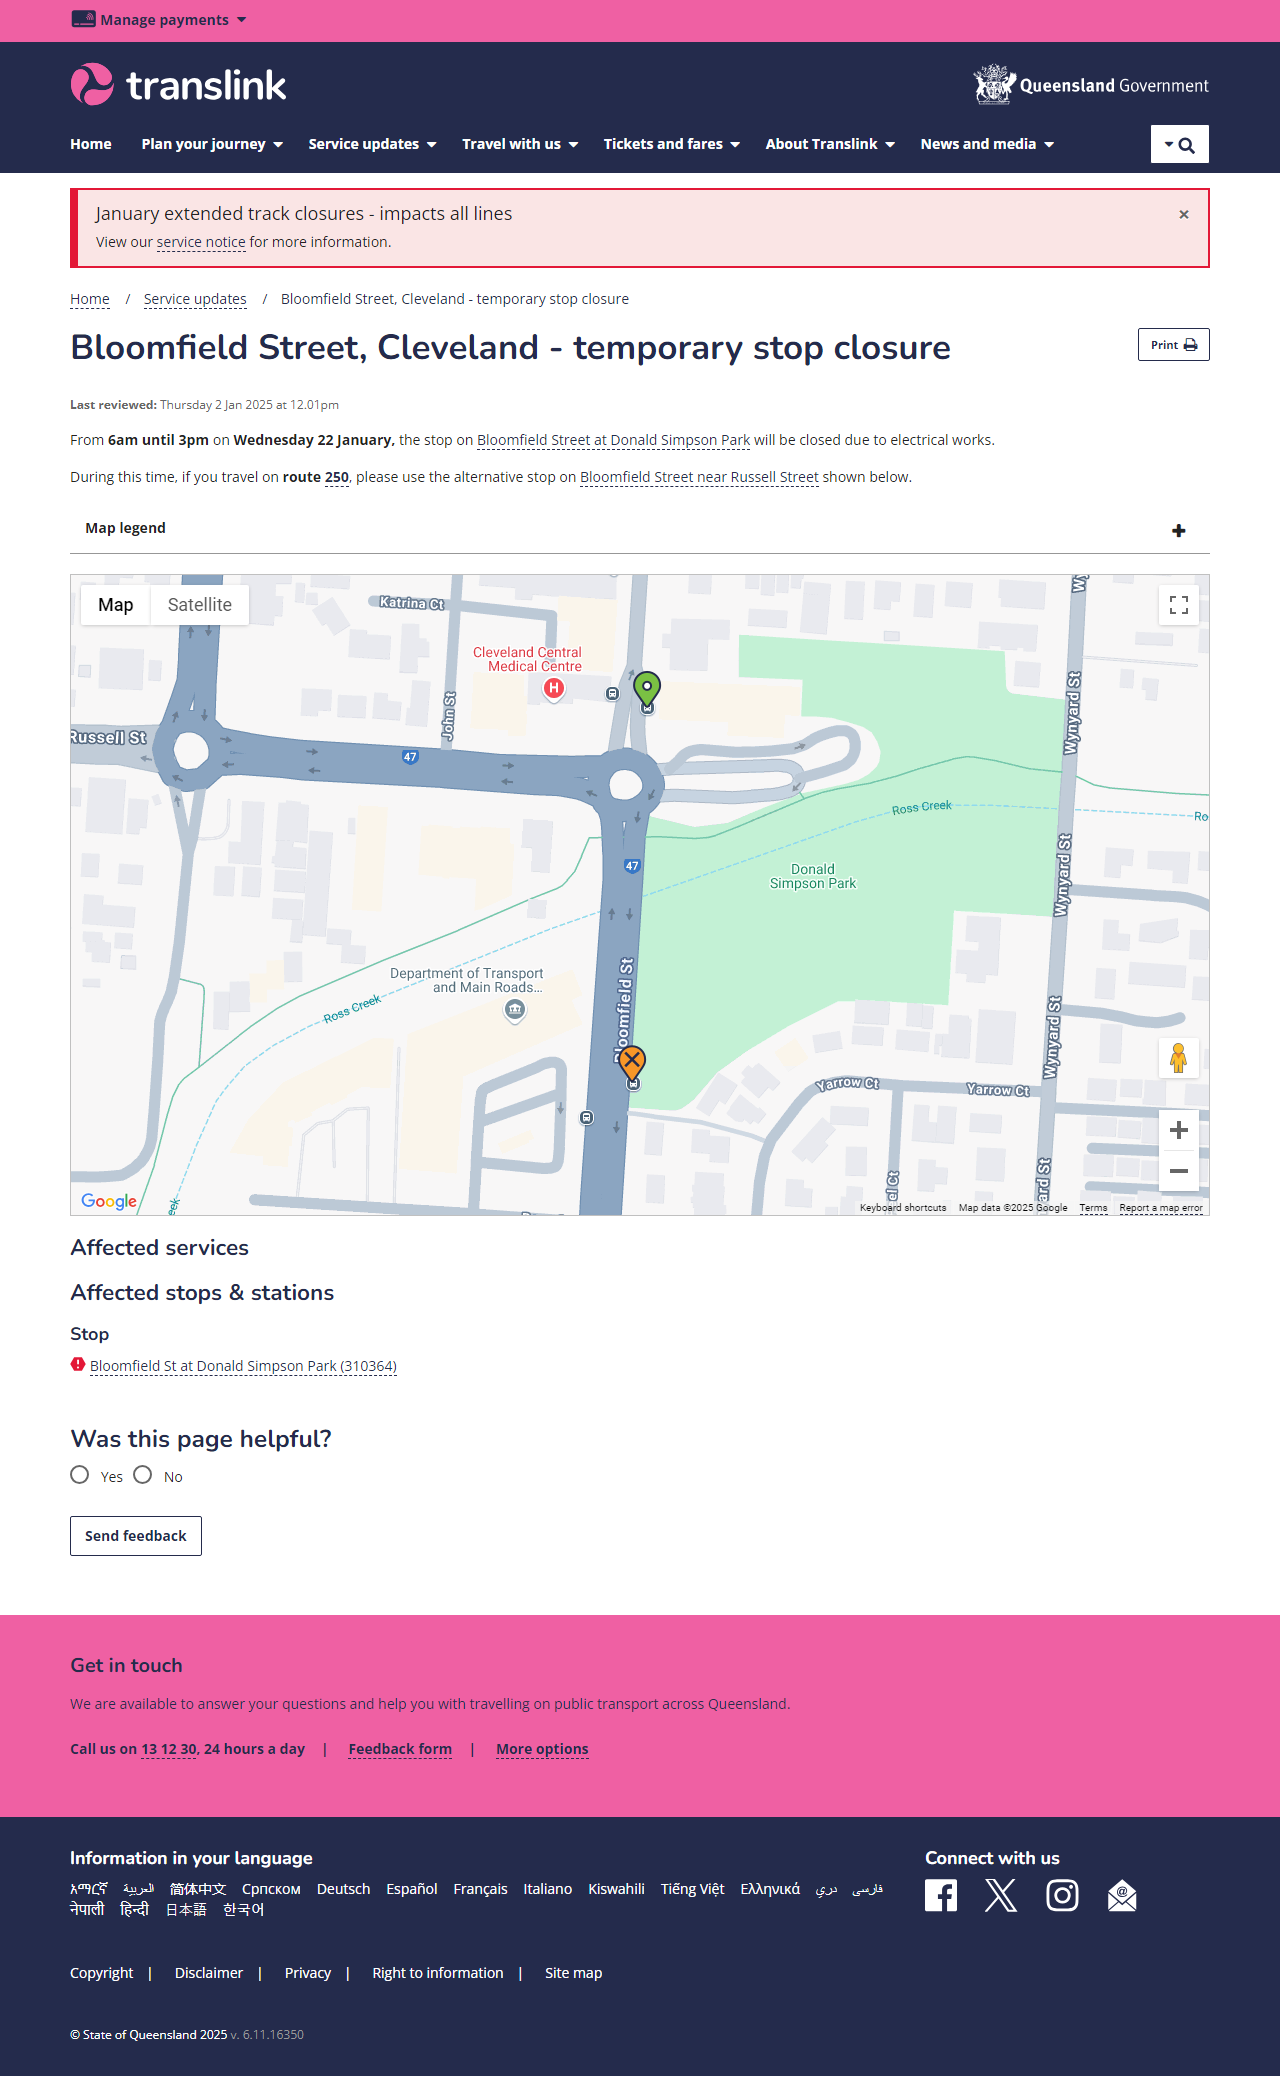 Manage payments
translink
Queensland Government
Home Plan your journey Service updates Travel with us Tickets and fares About Translink News and media
January extended track closures - impacts all lines
×
View our service notice for more information.
Home / Service updates / Bloomfield Street, Cleveland - temporary stop closure
Bloomfield Street, Cleveland - temporary stop closure
Print
Last reviewed: Thursday 2 Jan 2025 at 12.01pm
From 6am until 3pm on Wednesday 22 January, the stop on Bloomfield Street at Donald Simpson Park will be closed due to electrical works.
During this time, if you travel on route 250, please use the alternative stop on Bloomfield Street near Russell Street shown below.
Map legend
Map Satellite
Katrina Ct
Wy
Cleveland Central
Medical Centre
H
John St
Wynyard St
Russell St
47
Ross Creek
Ro
47
Donald
Simpson Park
Wynyard St
Department of Transport
and Main Roads...
Ross Creek
Bloomfield St
Wynyard St
Yarrow Ct
Yarrow Ct
ard St
el Ct
eek
Google
Keyboard shortcuts Map data ©2025 Google Terms Report a map error
Affected services
Affected stops & stations
Stop
Bloomfield St at Donald Simpson Park (310364)
Was this page helpful?
Yes No
Send feedback
Get in touch
We are available to answer your questions and help you with travelling on public transport across Queensland.
Call us on 13 12 30, 24 hours a day | Feedback form | More options
Information in your language
Connect with us
አማርኛ العربية 简体中文 Српском Deutsch Español Français Italiano Kiswahili Tiếng Việt Ελληνικά دري فارسی
नेपाली हिन्दी 日本語 한국어
Copyright | Disclaimer | Privacy | Right to information | Site map
© State of Queensland 2025 v. 6.11.16350